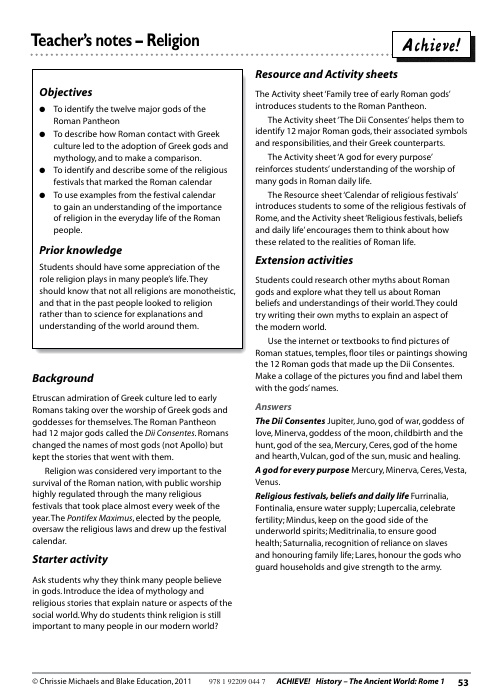 Teacher's notes – Religion
Achieve!
Objectives
● To identify the twelve major gods of the
Roman Pantheon
● To describe how Roman contact with Greek
culture led to the adoption of Greek gods and
mythology, and to make a comparison.
● To identify and describe some of the religious
festivals that marked the Roman calendar
● To use examples from the festival calendar
to gain an understanding of the importance
of religion in the everyday life of the Roman
people.
Prior knowledge
Students should have some appreciation of the
role religion plays in many people's life. They
should know that not all religions are monotheistic,
and that in the past people looked to religion
rather than to science for explanations and
understanding of the world around them.
Background
Etruscan admiration of Greek culture led to early
Romans taking over the worship of Greek gods and
goddesses for themselves. The Roman Pantheon
had 12 major gods called the Dii Consentes. Romans
changed the names of most gods (not Apollo) but
kept the stories that went with them.
Religion was considered very important to the
survival of the Roman nation, with public worship
highly regulated through the many religious
festivals that took place almost every week of the
year. The Pontifex Maximus, elected by the people,
oversaw the religious laws and drew up the festival
calendar.
Starter activity
Ask students why they think many people believe
in gods. Introduce the idea of mythology and
religious stories that explain nature or aspects of the
social world. Why do students think religion is still
important to many people in our modern world?
Resource and Activity sheets
The Activity sheet 'Family tree of early Roman gods'
introduces students to the Roman Pantheon.
The Activity sheet 'The Dii Consentes' helps them to
identify 12 major Roman gods, their associated symbols
and responsibilities, and their Greek counterparts.
The Activity sheet 'A god for every purpose'
reinforces students' understanding of the worship of
many gods in Roman daily life.
The Resource sheet 'Calendar of religious festivals'
introduces students to some of the religious festivals of
Rome, and the Activity sheet 'Religious festivals, beliefs
and daily life' encourages them to think about how
these related to the realities of Roman life.
Extension activities
Students could research other myths about Roman
gods and explore what they tell us about Roman
beliefs and understandings of their world. They could
try writing their own myths to explain an aspect of
the modern world.
Use the internet or textbooks to find pictures of
Roman statues, temples, floor tiles or paintings showing
the 12 Roman gods that made up the Dii Consentes.
Make a collage of the pictures you find and label them
with the gods' names.
Answers
The Dii Consentes Jupiter, Juno, god of war, goddess of
love, Minerva, goddess of the moon, childbirth and the
hunt, god of the sea, Mercury, Ceres, god of the home
and hearth, Vulcan, god of the sun, music and healing.
A god for every purpose Mercury, Minerva, Ceres, Vesta,
Venus.
Religious festivals, beliefs and daily life Furrinalia,
Fontinalia, ensure water supply; Lupercalia, celebrate
fertility; Mindus, keep on the good side of the
underworld spirits; Meditrinalia, to ensure good
health; Saturnalia, recognition of reliance on slaves
and honouring family life; Lares, honour the gods who
guard households and give strength to the army.
© Chrissie Michaels and Blake Education, 2011 978 1 92209 044 7 ACHIEVE! History – The Ancient World: Rome 1 53